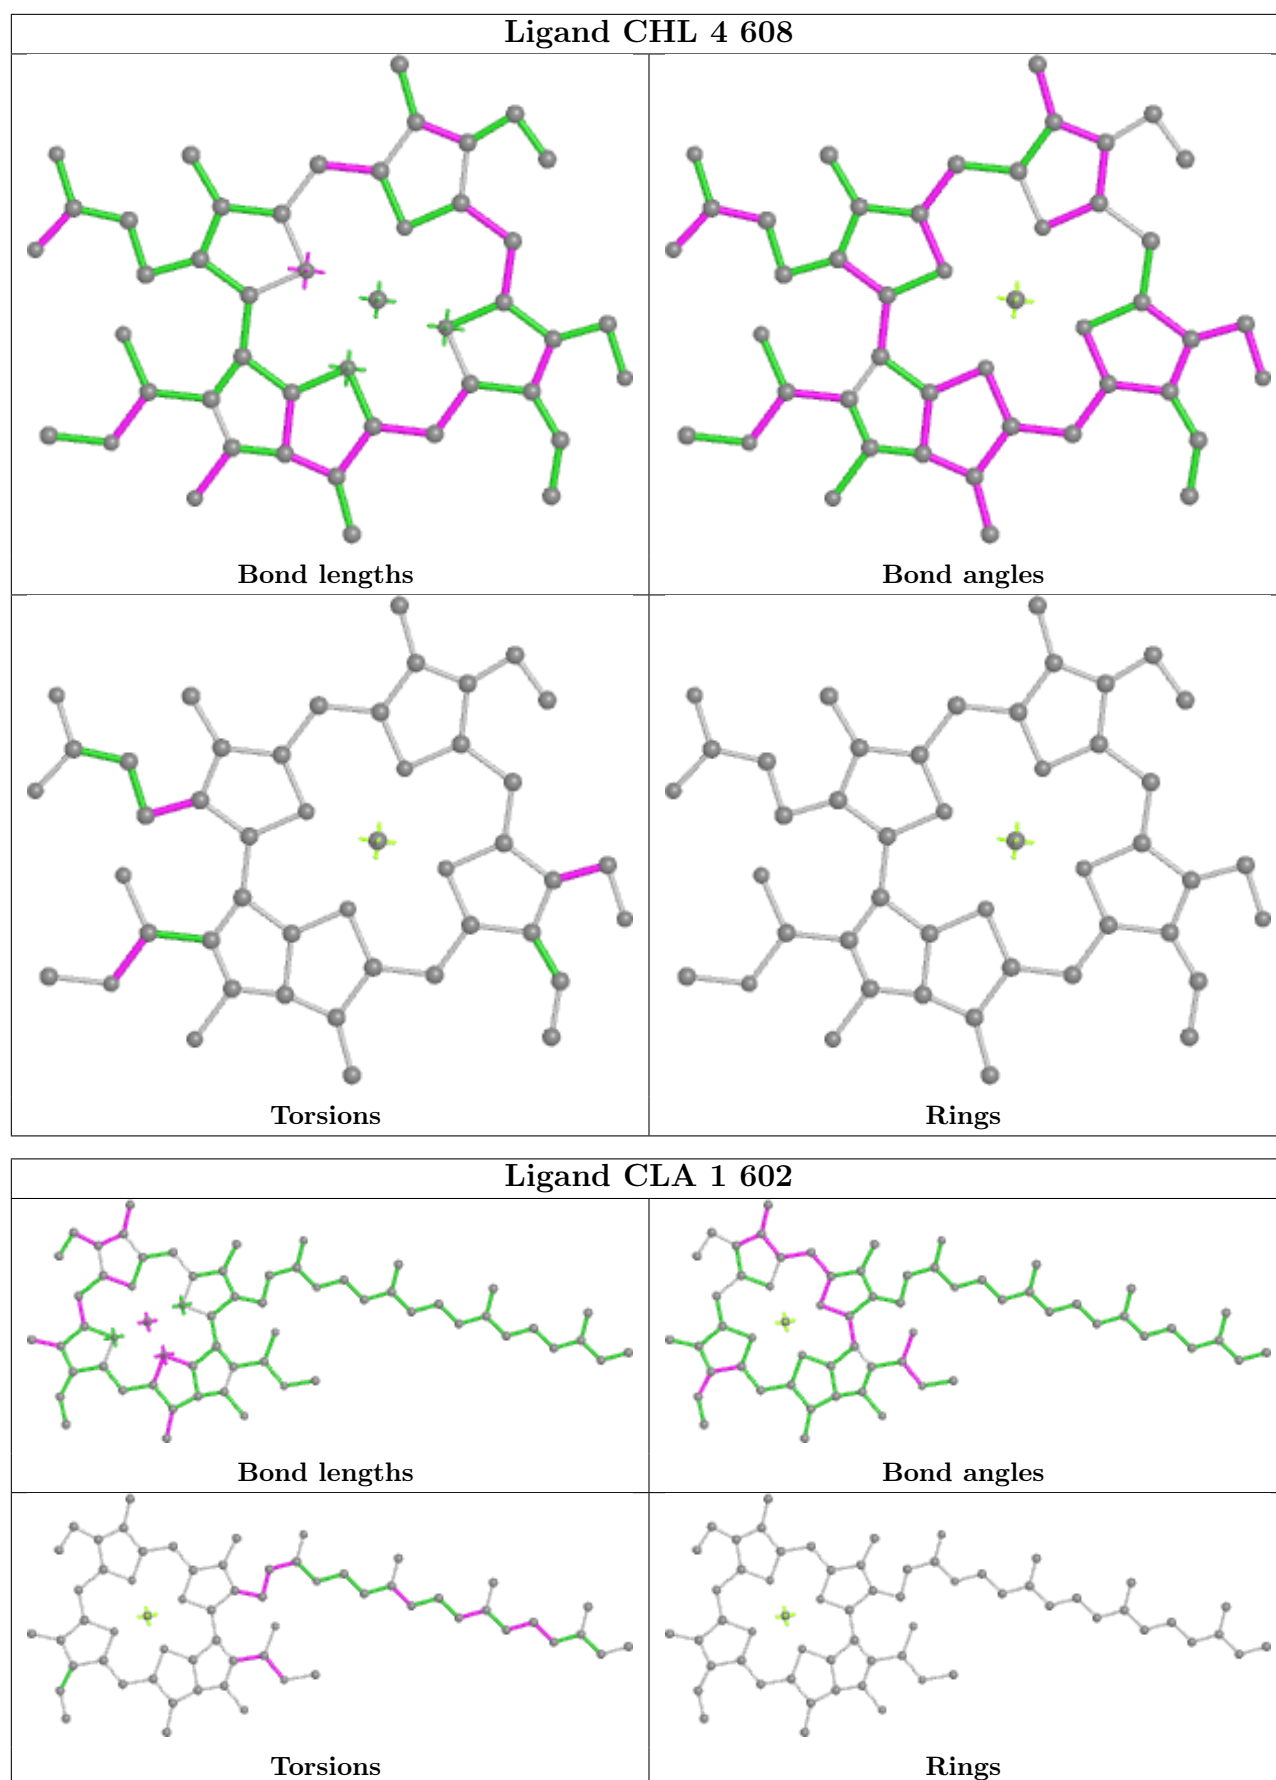 Ligand CHL 4 608
Bond lengths
Bond angles
Torsions
Rings
Ligand CLA 1 602
Bond lengths
Bond angles
Torsions
Rings